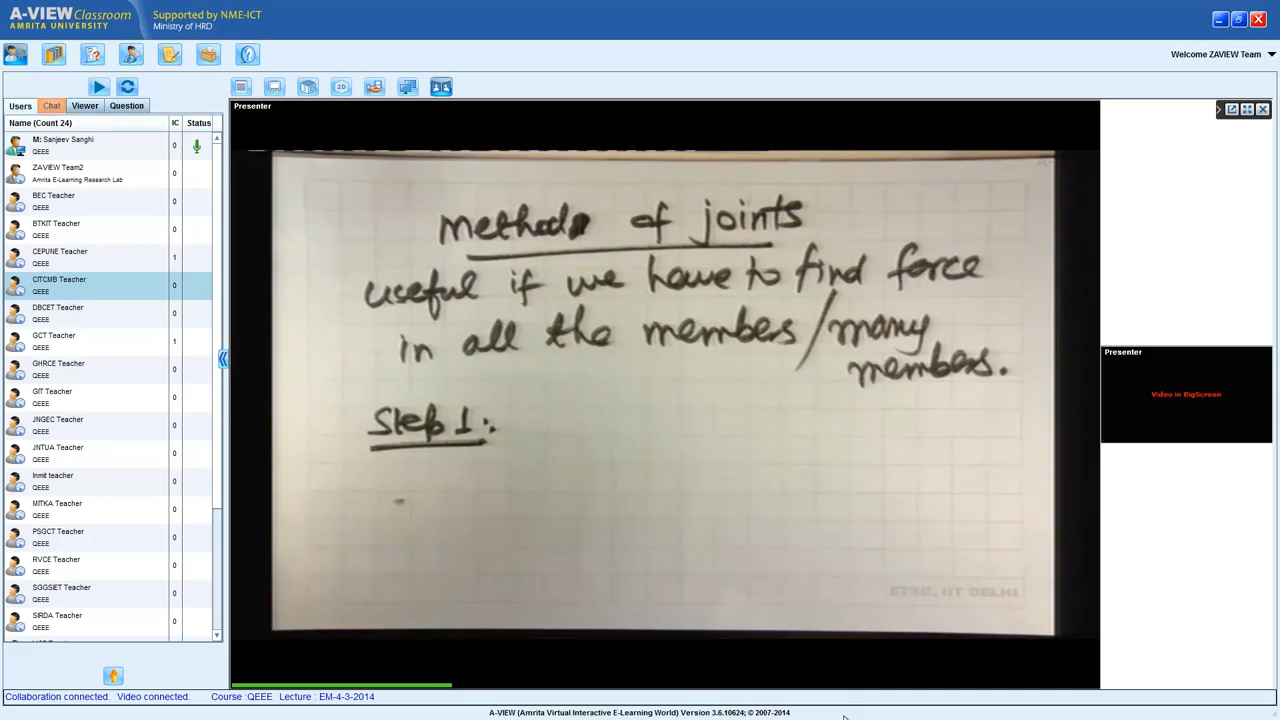 A-VIEW Classroom
AMRITA UNIVERSITY
Supported by NME-ICT
Ministry of HRD
Welcome ZAVIEW Team
Users Chat Viewer Question
Name (Count 24) IC Status
M: Sanjeev Sanghi
QEEE 0
ZAVIEW Team2
Amrita E-Learning Research Lab 0
BEC Teacher
QEEE 0
BTKIT Teacher
QEEE 0
CEPUNE Teacher
QEEE 1
CITCMB Teacher
QEEE 0
DBCET Teacher
QEEE 0
GCT Teacher
QEEE 1
GHRCE Teacher
QEEE 0
GIT Teacher
QEEE 0
JNGEC Teacher
QEEE 0
JNTUA Teacher
QEEE 0
lnmit teacher
QEEE 0
MITKA Teacher
QEEE 0
PSGCT Teacher
QEEE 0
RVCE Teacher
QEEE 0
SGGSIET Teacher
QEEE 0
SIRDA Teacher
QEEE 0
2D
Presenter
method of joints
useful if we have to find force
in all the members/many
members.
Step 1:
ETSC, IIT DELHI
Presenter
Video in BigScreen
Collaboration connected. Video connected. Course :QEEE Lecture : EM-4-3-2014
A-VIEW (Amrita Virtual Interactive E-Learning World) Version 3.6.10624; © 2007-2014